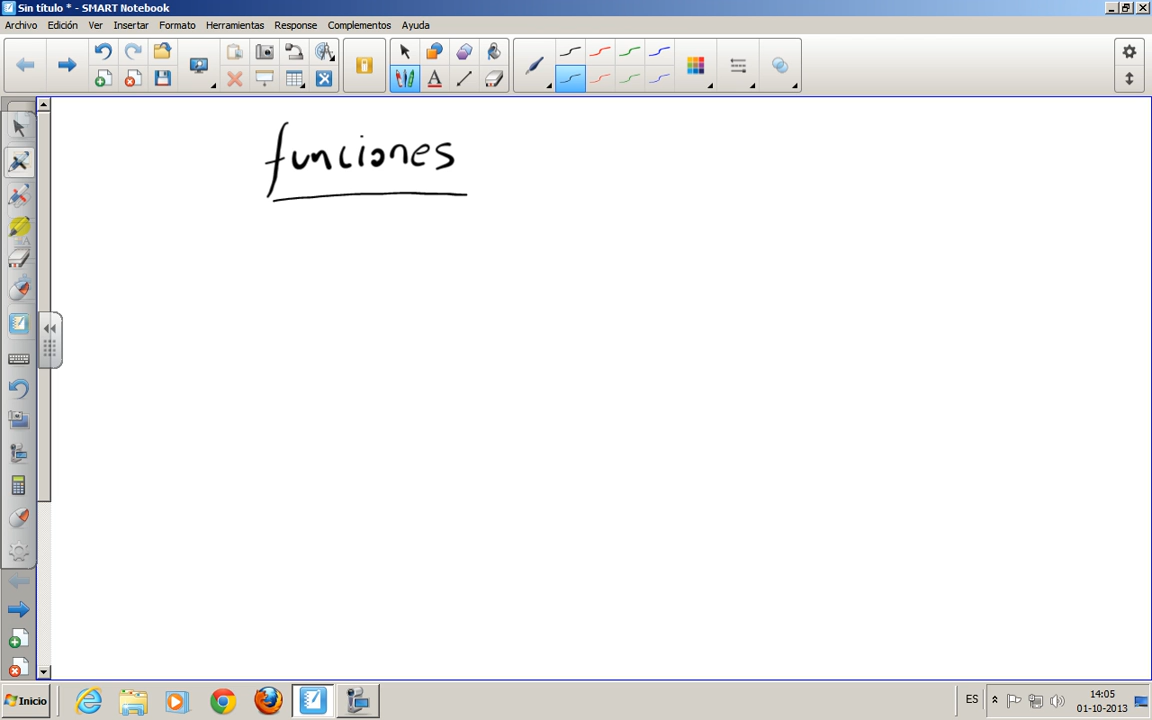 Sin título * - SMART Notebook
Archivo Edición Ver Insertar Formato Herramientas Response Complementos Ayuda
funciones
Inicio
ES
14:05
01-10-2013